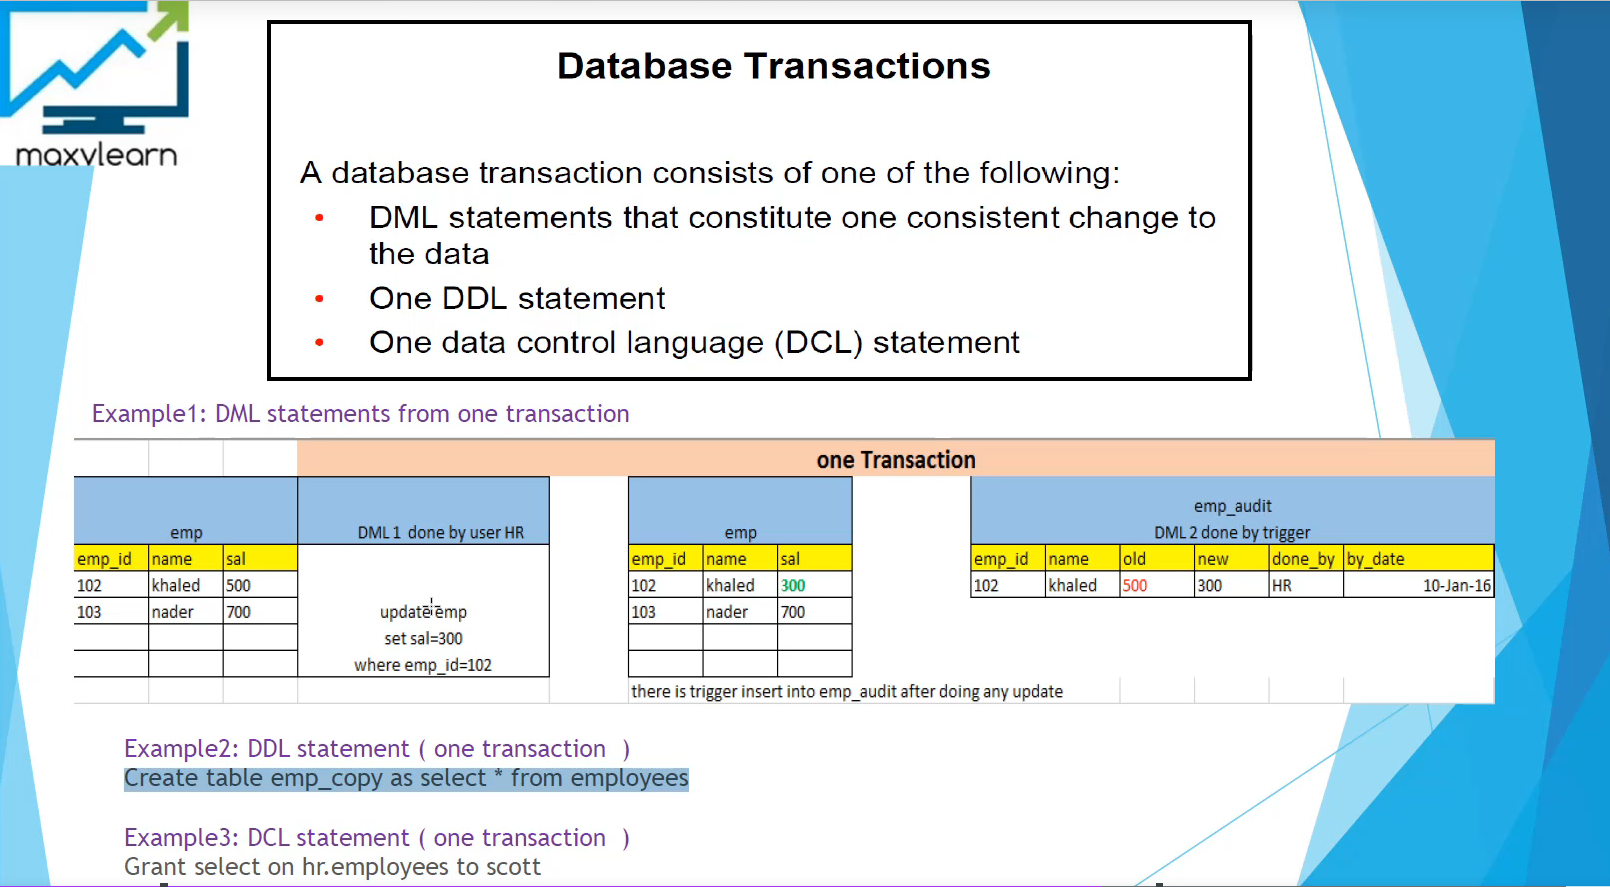 maxvlearn
Database Transactions
A database transaction consists of one of the following:
• DML statements that constitute one consistent change to
the data
• One DDL statement
• One data control language (DCL) statement
Example1: DML statements from one transaction
one Transaction
emp
DML 1 done by user HR
emp_id name sal
102 khaled 500
103 nader 700
update emp
set sal=300
where emp_id=102
emp
emp_id name sal
102 khaled 300
103 nader 700
there is trigger insert into emp_audit after doing any update
emp_audit
DML 2 done by trigger
emp_id name old new done_by by_date
102 khaled 500 300 HR 10-Jan-16
Example2: DDL statement ( one transaction )
Create table emp_copy as select * from employees
Example3: DCL statement ( one transaction )
Grant select on hr.employees to scott